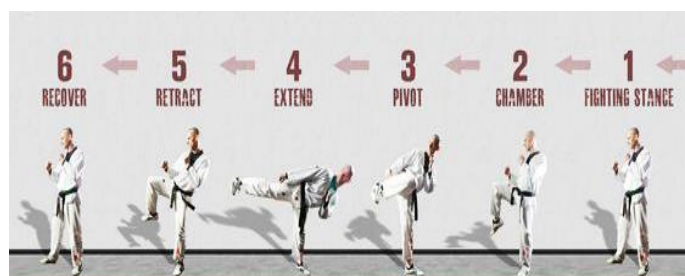 6 5 4 3 2 1
RECOVER RETRACT EXTEND PIVOT CHAMBER FIGHTING STANCE